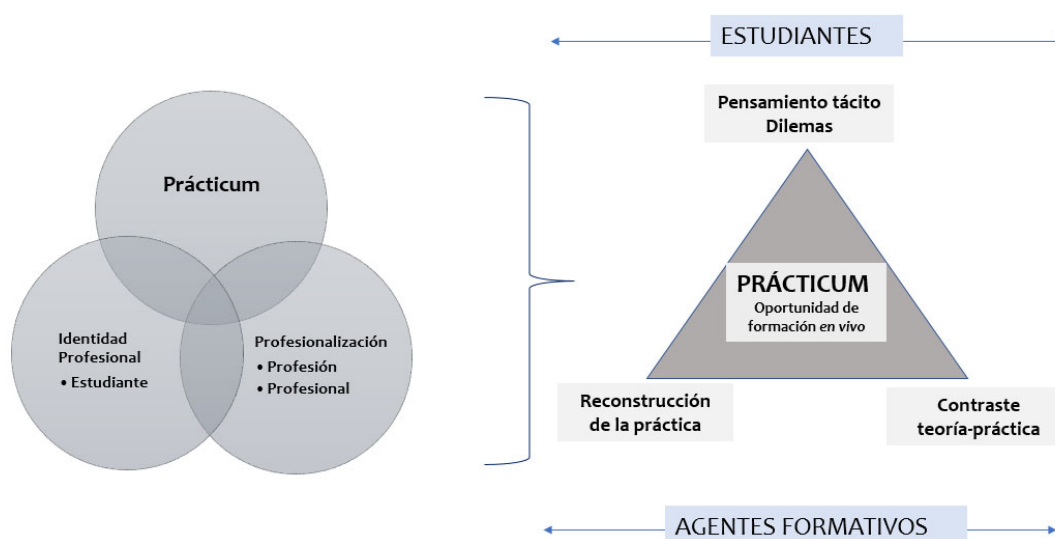 Prácticum
Identidad
Profesional
• Estudiante
Profesionalización
• Profesión
• Profesional
ESTUDIANTES
Pensamiento tácito
Dilemas
PRÁCTICUM
Oportunidad de
formación en vivo
Reconstrucción
de la práctica
Contraste
teoría-práctica
AGENTES FORMATIVOS